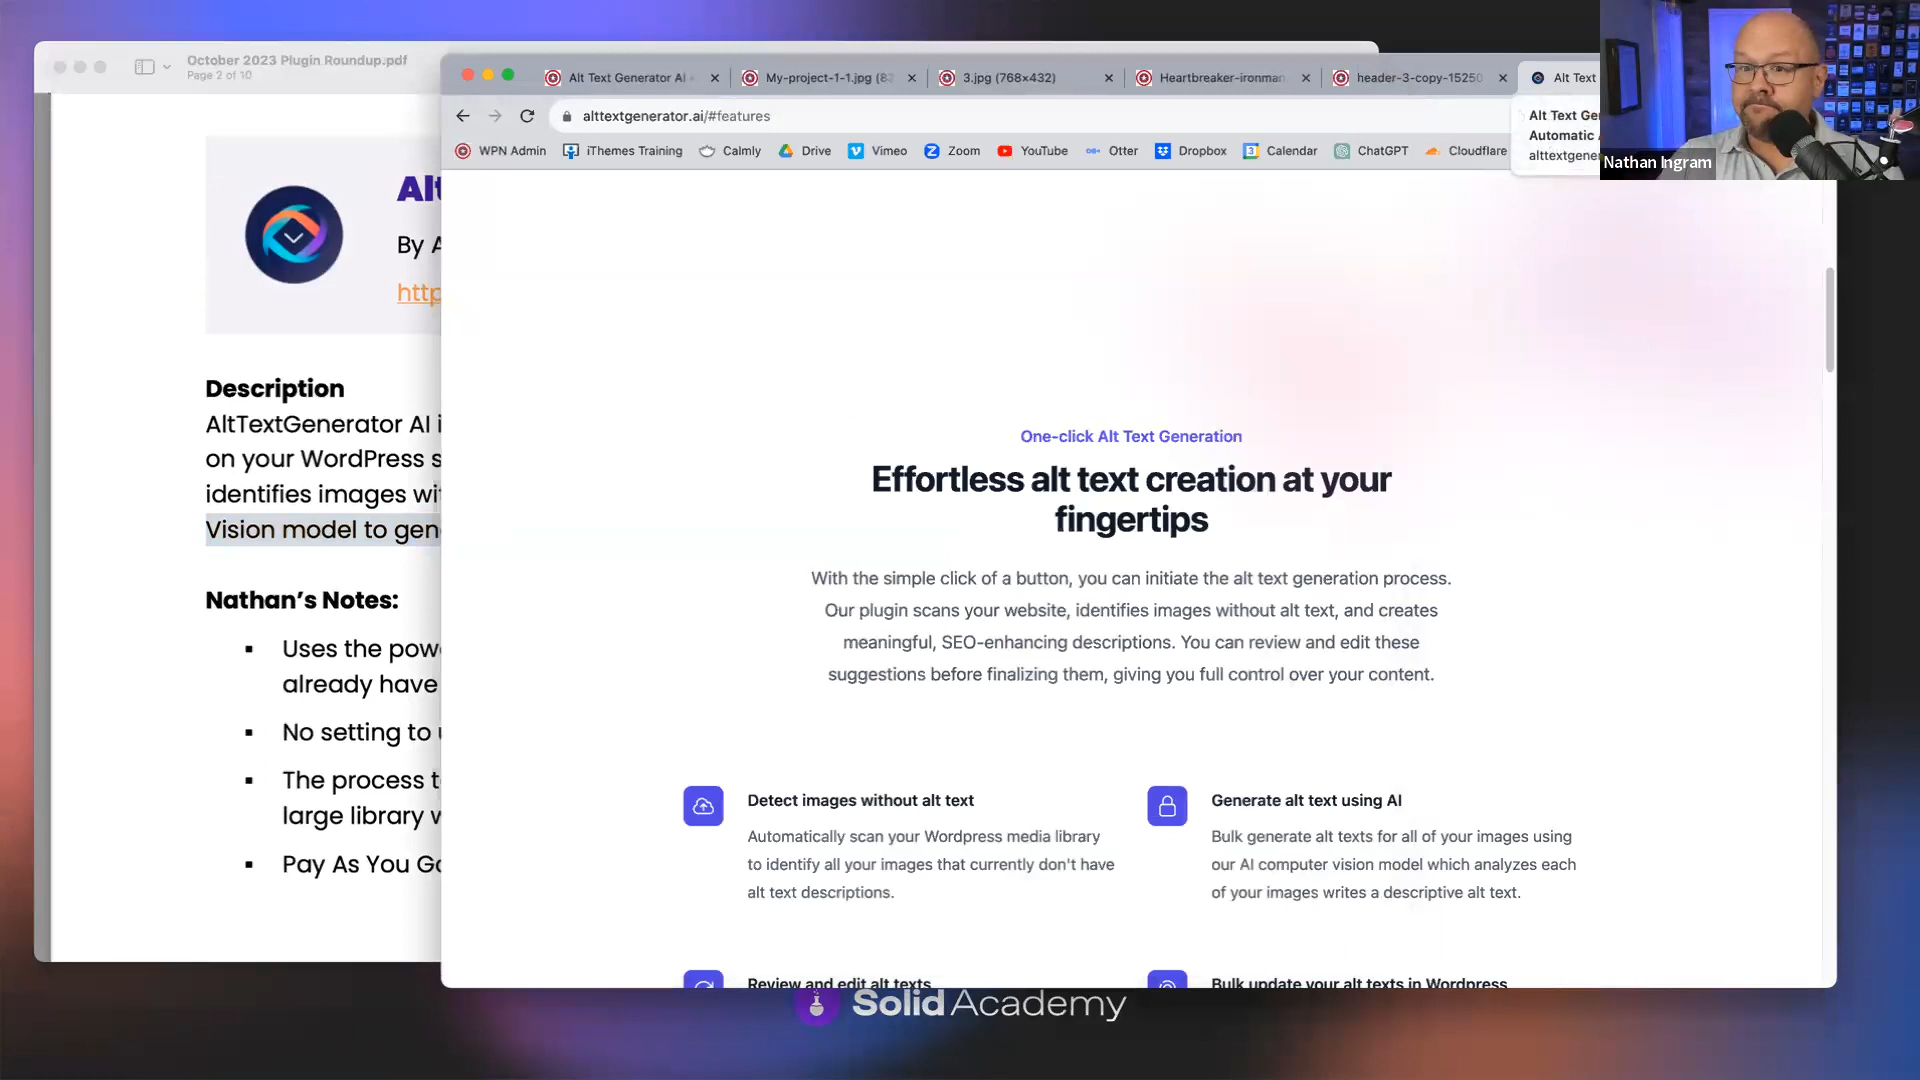 October 2023 Plugin Roundup.pdf
Page 2 of 10
Alt
By A
http
Description
AltTextGenerator AI i
on your WordPress s
identifies images wit
Vision model to gene
Nathan's Notes:
Uses the powe
already have
No setting to u
The process t
large library w
Pay As You Go
Alt Text Generator AI
My-project-1-1.jpg (82
3.jpg (768×432)
Heartbreaker-ironman
header-3-copy-15250
Alt Text
alttextgenerator.ai/#features
Alt Text Ge
Automatic
alttextgene
WPN Admin
iThemes Training
Calmly
Drive
Vimeo
Zoom
YouTube
Otter
Dropbox
Calendar
ChatGPT
Cloudflare
Nathan Ingram
One-click Alt Text Generation
Effortless alt text creation at your
fingertips
With the simple click of a button, you can initiate the alt text generation process.
Our plugin scans your website, identifies images without alt text, and creates
meaningful, SEO-enhancing descriptions. You can review and edit these
suggestions before finalizing them, giving you full control over your content.
Detect images without alt text
Automatically scan your Wordpress media library
to identify all your images that currently don't have
alt text descriptions.
Generate alt text using AI
Bulk generate alt texts for all of your images using
our AI computer vision model which analyzes each
of your images writes a descriptive alt text.
Review and edit alt texts
Bulk update your alt texts in Wordpress
SolidAcademy